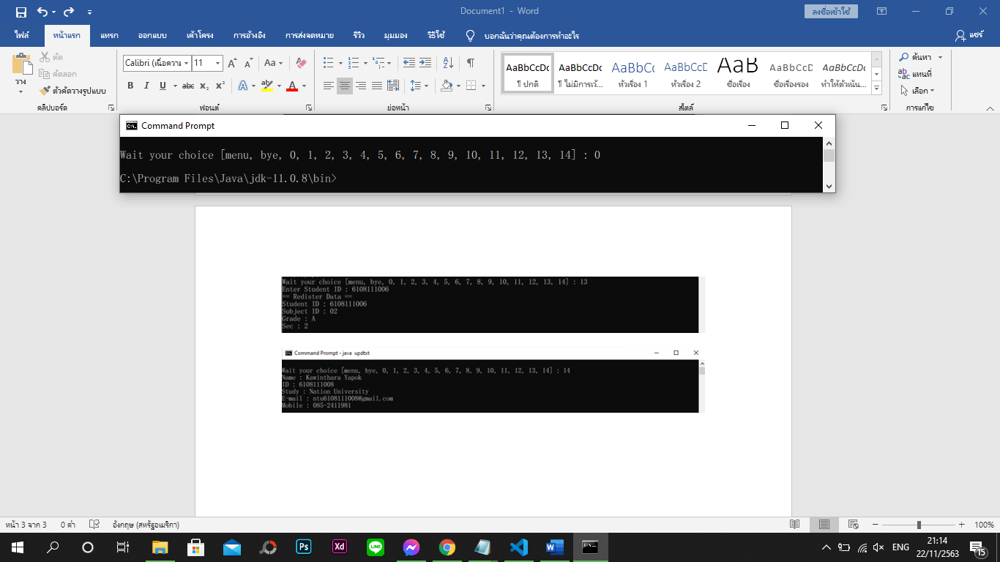 Document1 - Word
ลงชื่อเข้าใช้
ไฟล์ หน้าแรก แทรก ออกแบบ เค้าโครง การอ้างอิง การส่งจดหมาย รีวิว มุมมอง วิธีใช้ บอกฉันว่าคุณต้องการทำอะไร แชร์
วาง
ตัด
คัดลอก
ตัวคัดวางรูปแบบ
คลิปบอร์ด
Calibri (เนื้อความ 11
B I U abc x₂ x²
ฟอนต์
ย่อหน้า
AaBbCcDc AaBbCcDc AaBbCc AaBbCcD AaB AaBbCcD AaBbCcDc
¶ ปกติ ¶ ไม่มีการเว้... หัวเรื่อง 1 หัวเรื่อง 2 ชื่อเรื่อง ชื่อเรื่องรอง ทำให้ตัวเน้น...
สไตล์
ค้นหา
แทนที่
เลือก
การแก้ไข
Command Prompt
Wait your choice [menu, bye, 0, 1, 2, 3, 4, 5, 6, 7, 8, 9, 10, 11, 12, 13, 14] : 0
C:\Program Files\Java\jdk-11.0.8\bin>
Wait your choice [menu, bye, 0, 1, 2, 3, 4, 5, 6, 7, 8, 9, 10, 11, 12, 13, 14] : 13
Enter Student ID : 6108111006
== Redister Data ==
Student ID : 6108111006
Subject ID : 02
Grade : A
Sec : 2
Command Prompt - java updtxt
Wait your choice [menu, bye, 0, 1, 2, 3, 4, 5, 6, 7, 8, 9, 10, 11, 12, 13, 14] : 14
Name : Kawinthara Yapok
ID : 6108111008
Study : Nation University
E-mail : ntu6108111008@gmail.com
Mobile : 085-2411981
หน้า 3 จาก 3 0 คำ อังกฤษ (สหรัฐอเมริกา) 100%
Ps Xd LINE ENG 21:14
22/11/2563 15